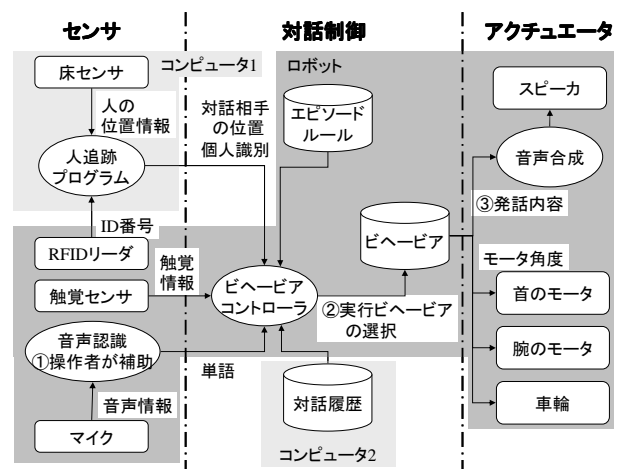 センサ
対話制御
アクチュエータ
床センサ
コンピュータ1
ロボット
人の
位置情報
対話相手
の位置
個人識別
エピソード
ルール
スピーカ
人追跡
プログラム
音声合成
ID番号
③発話内容
RFIDリーダ
触覚
情報
ビヘービア
モータ角度
触覚センサ
ビヘービア
コントローラ
首のモータ
②実行ビヘービア
の選択
音声認識
①操作者が補助
腕のモータ
単語
音声情報
対話履歴
車輪
マイク
コンピュータ2